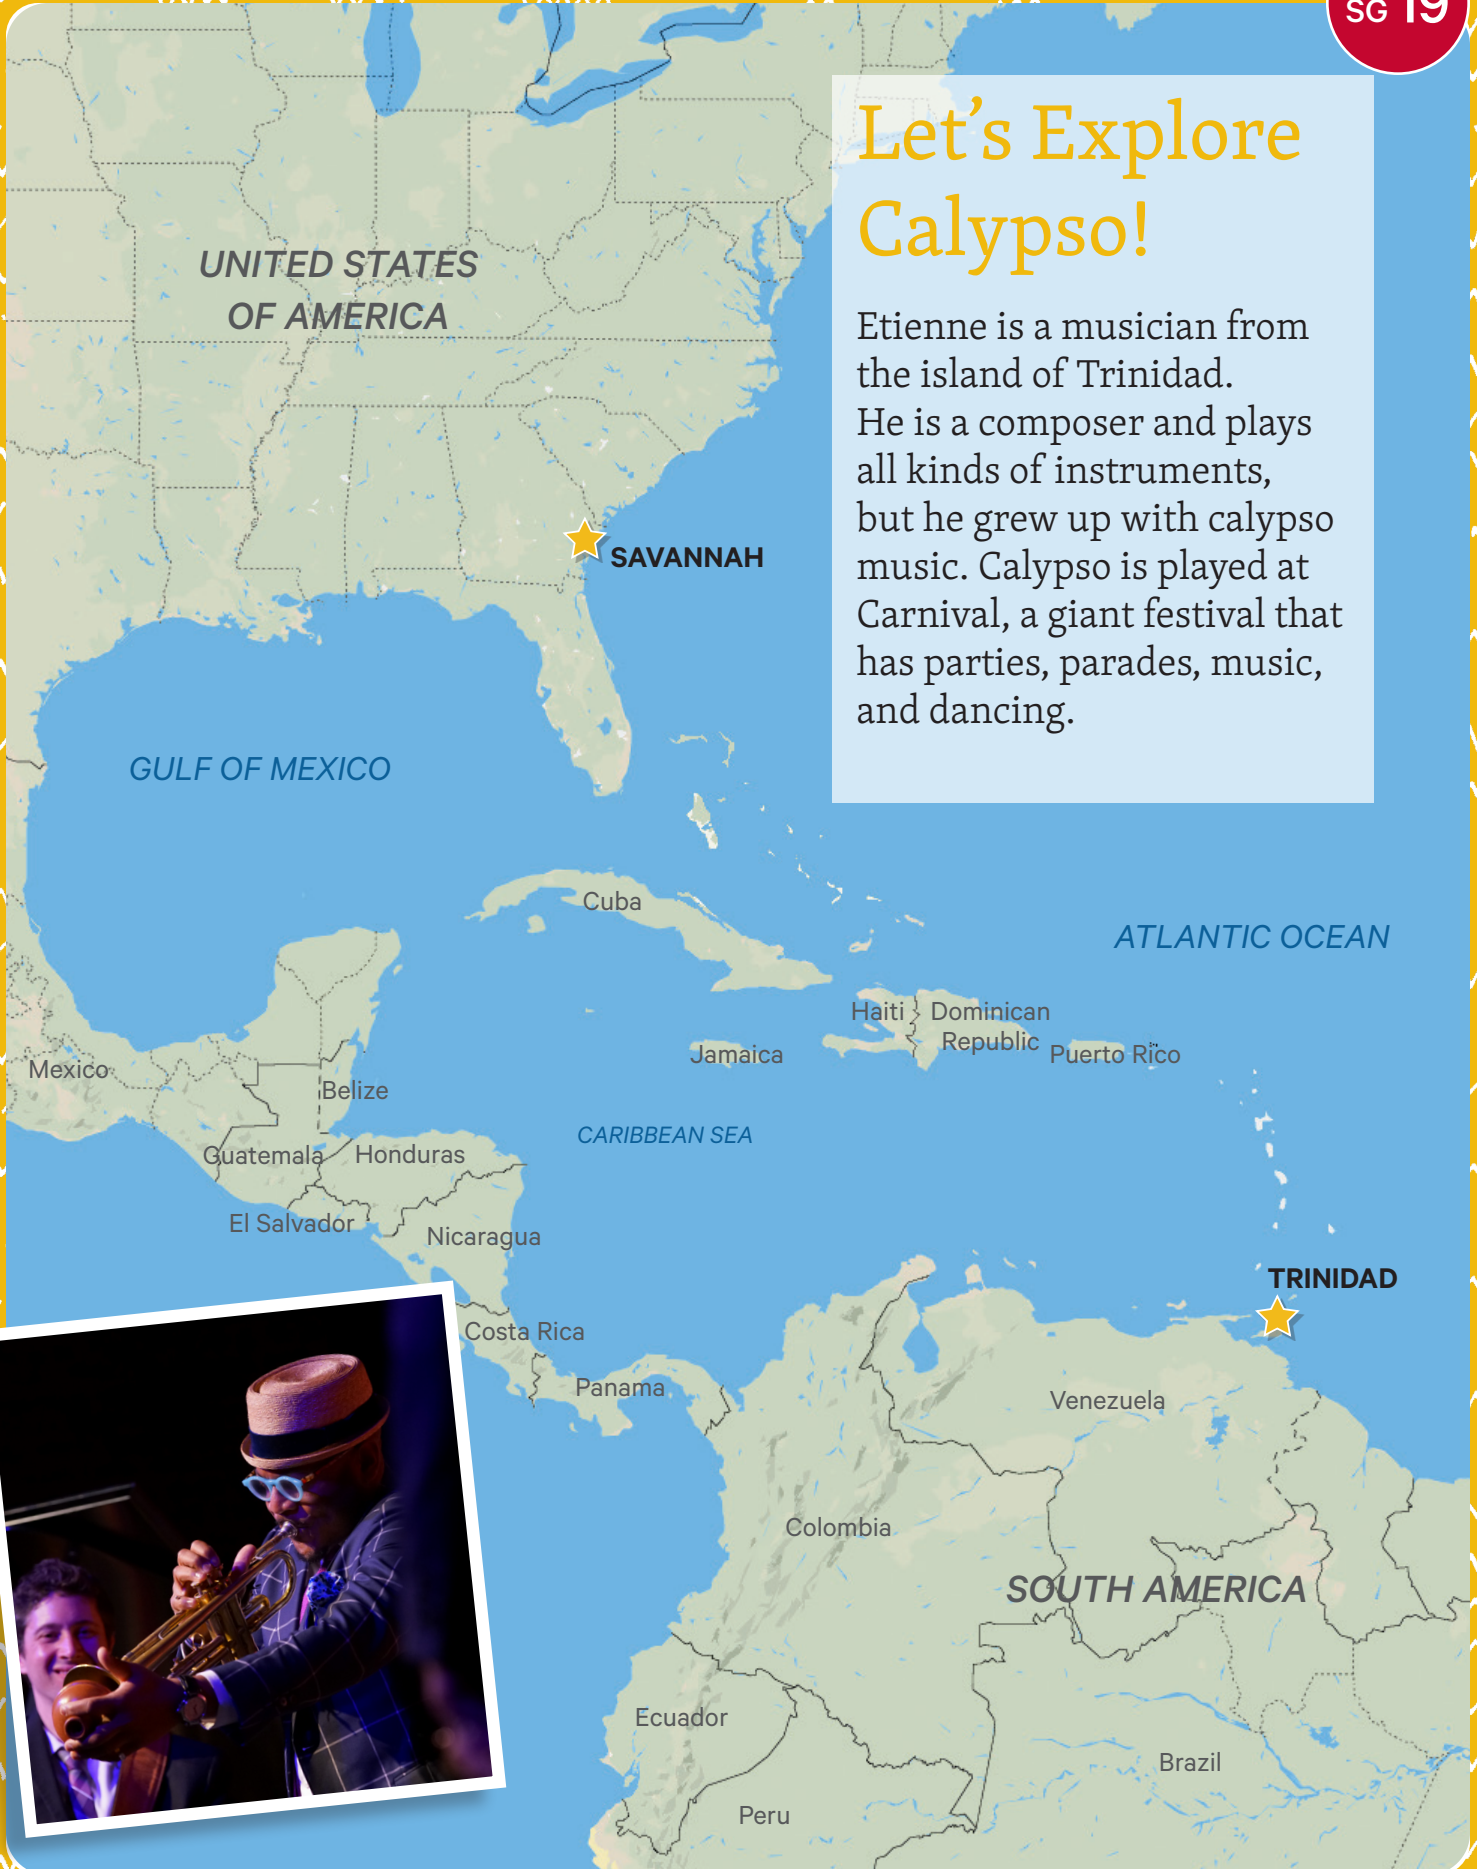 SG 19
Let’s Explore
Calypso!
Etienne is a musician from
the island of Trinidad.
He is a composer and plays
all kinds of instruments,
but he grew up with calypso
music. Calypso is played at
Carnival, a giant festival that
has parties, parades, music,
and dancing.
UNITED STATES
OF AMERICA
SAVANNAH
GULF OF MEXICO
Cuba
ATLANTIC OCEAN
Haiti
Dominican
Republic
Jamaica
Puerto Rico
Mexico
Belize
CARIBBEAN SEA
Guatemala
Honduras
El Salvador
Nicaragua
TRINIDAD
Costa Rica
Panama
Venezuela
Colombia
SOUTH AMERICA
Ecuador
Brazil
Peru